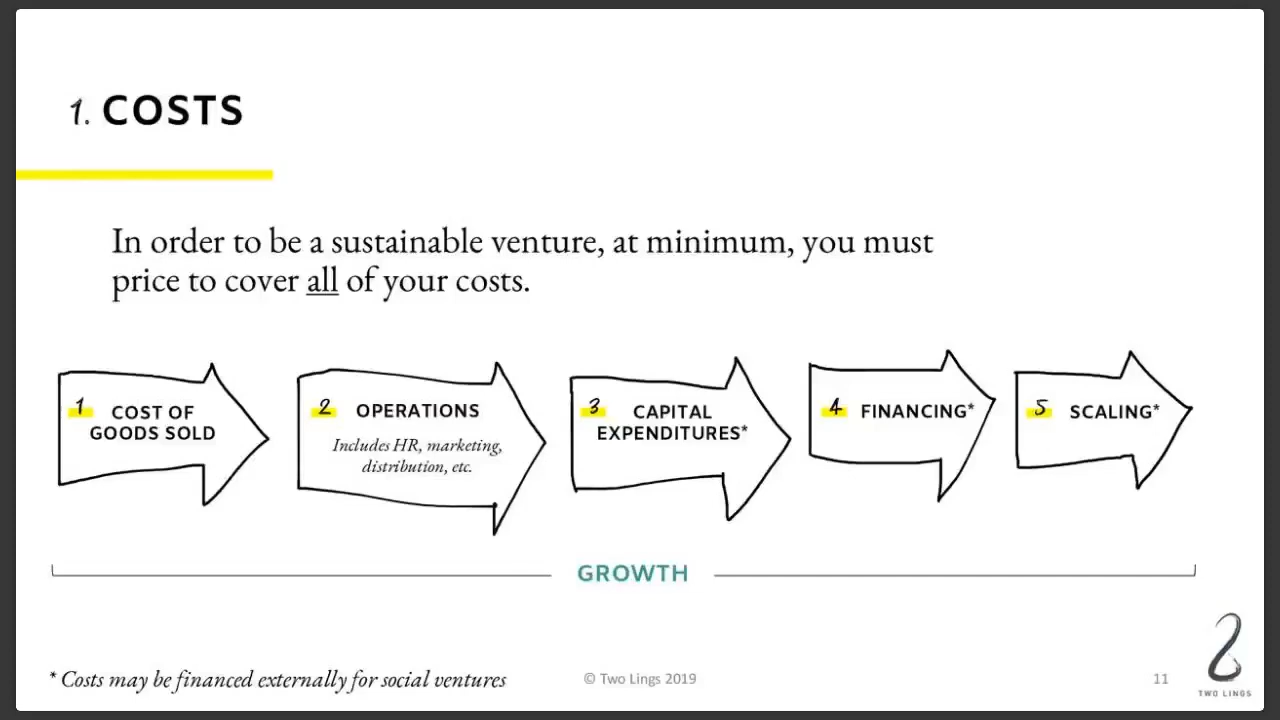 1. COSTS
In order to be a sustainable venture, at minimum, you must
price to cover all of your costs.
1 COST OF
GOODS SOLD
2 OPERATIONS
Includes HR, marketing,
distribution, etc.
3 CAPITAL
EXPENDITURES*
4 FINANCING*
5 SCALING*
GROWTH
* Costs may be financed externally for social ventures
© Two Lings 2019
11
TWO LINGS